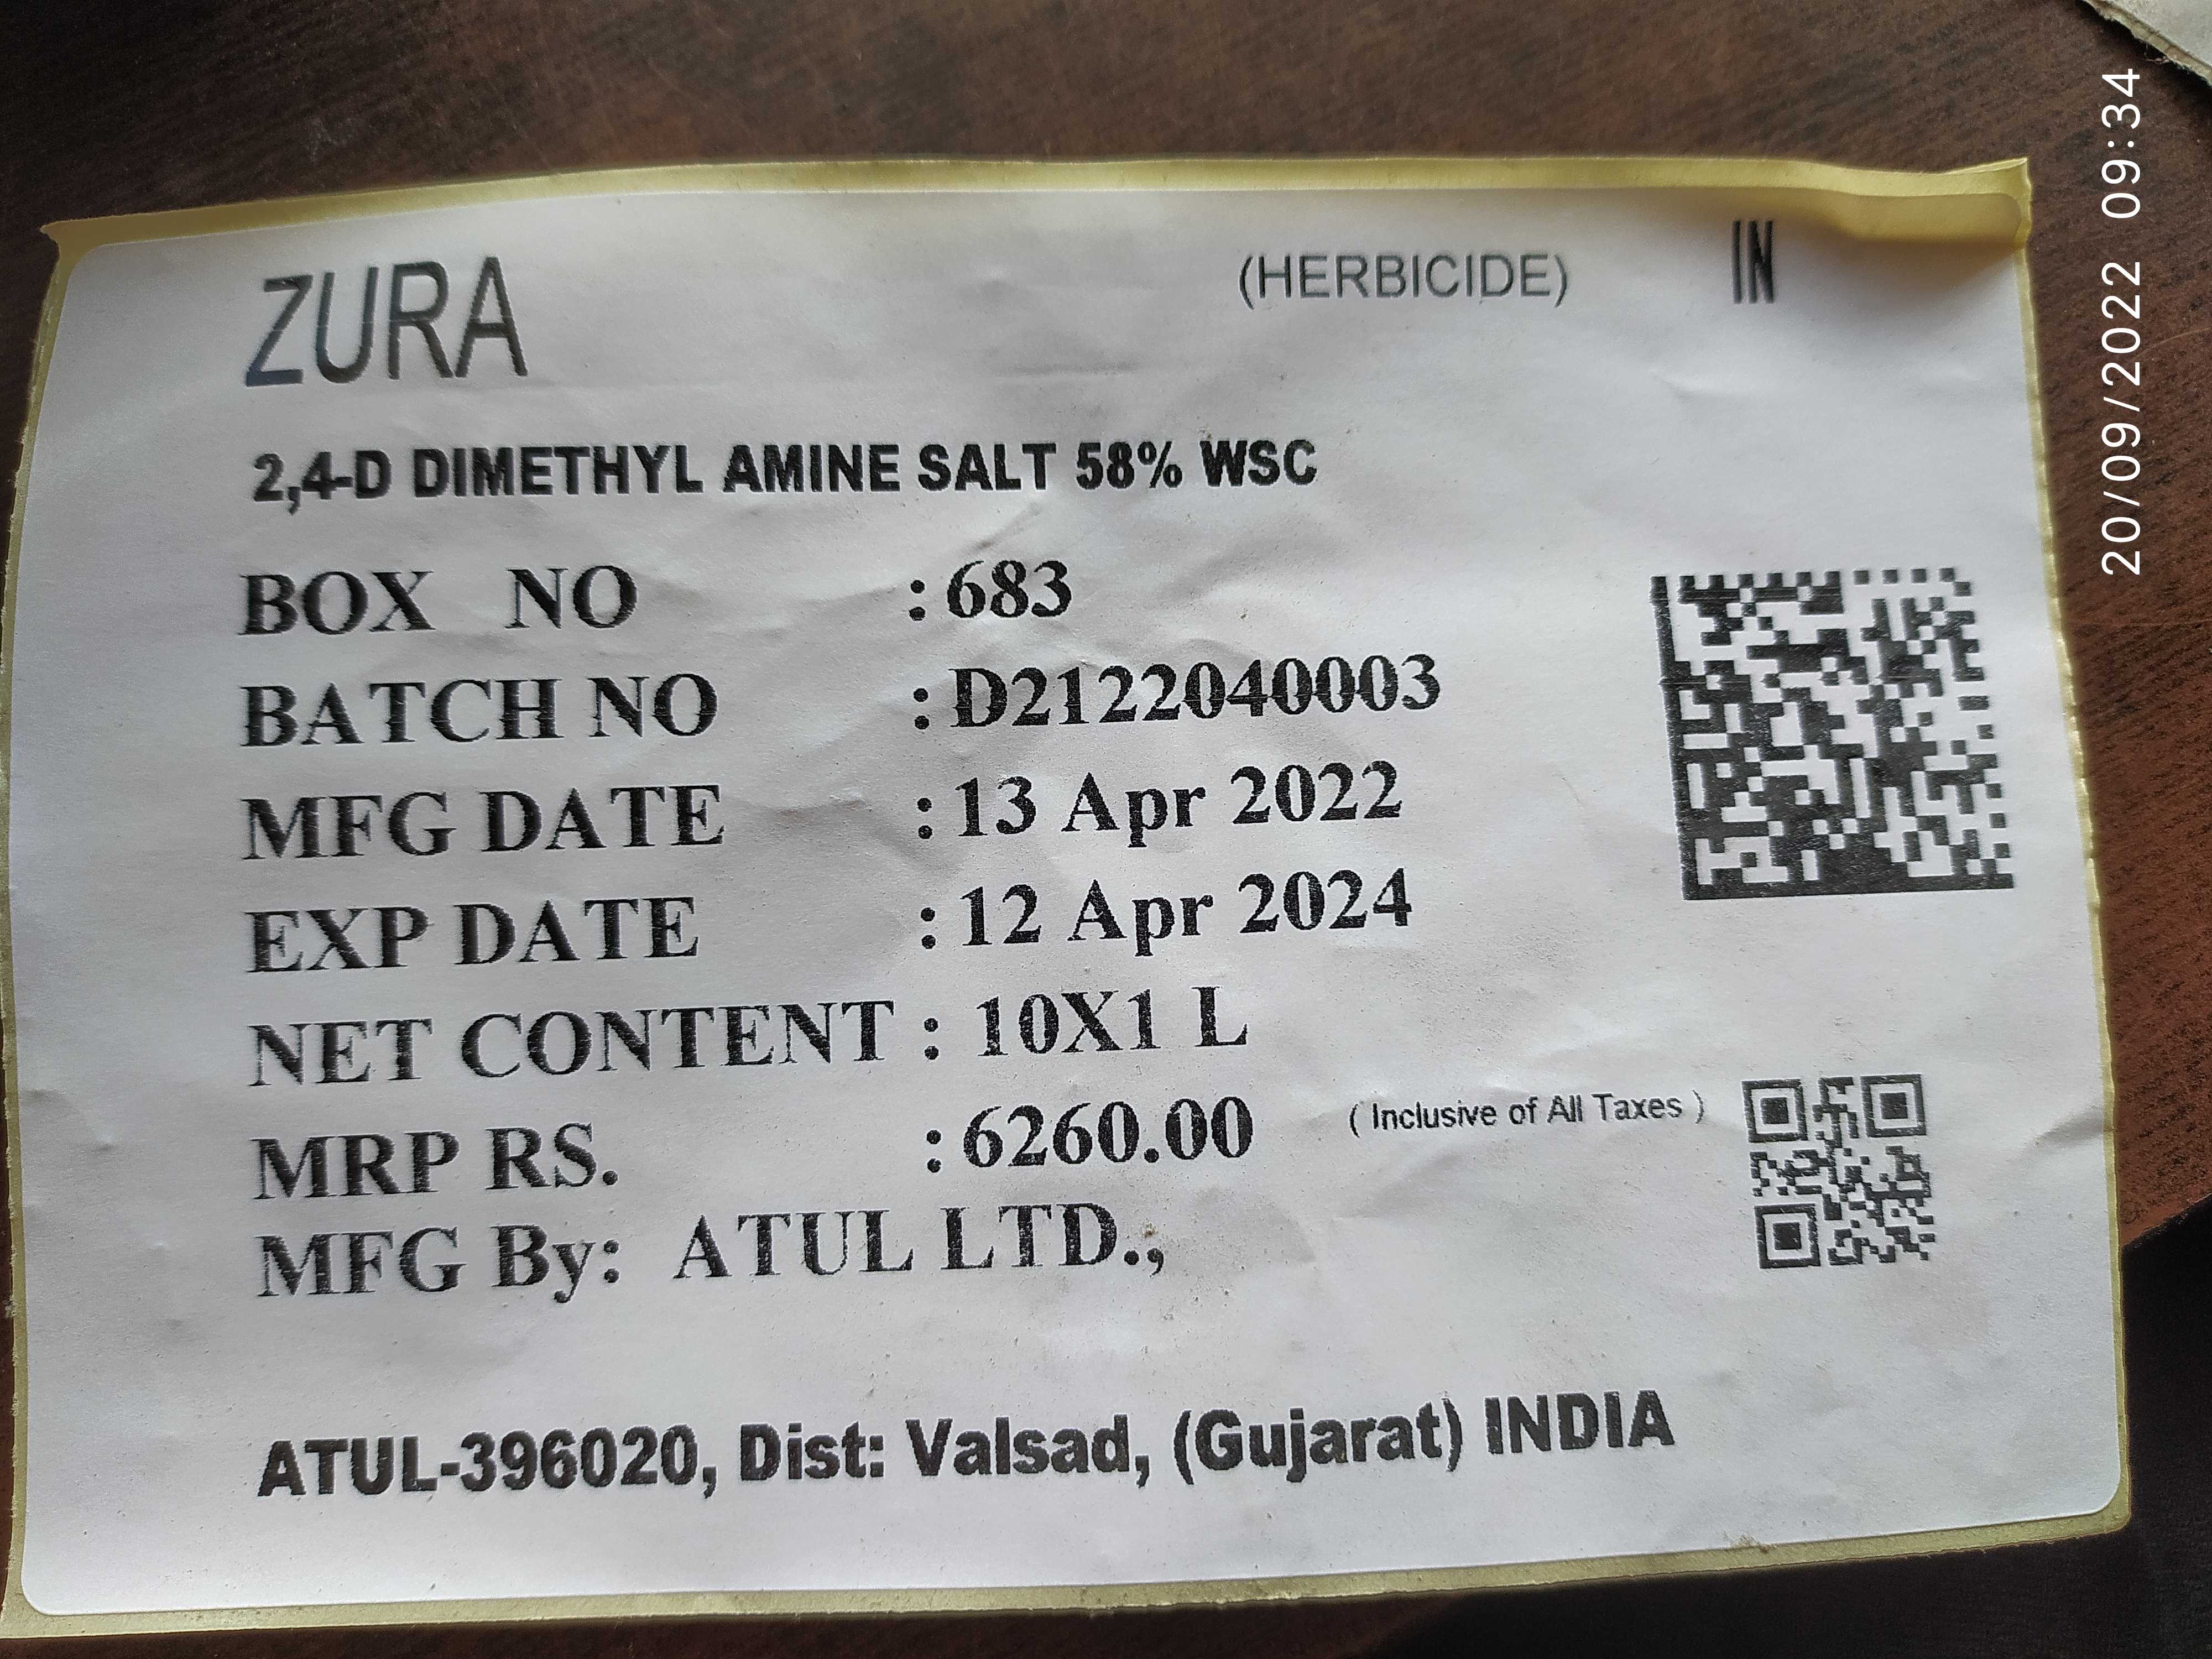 ZURA (HERBICIDE) IN
2,4-D DIMETHYL AMINE SALT 58% WSC
BOX NO : 683
BATCH NO : D2122040003
MFG DATE : 13 Apr 2022
EXP DATE : 12 Apr 2024
NET CONTENT : 10X1 L
MRP RS. : 6260.00 ( Inclusive of All Taxes )
MFG By: ATUL LTD.,
ATUL-396020, Dist: Valsad, (Gujarat) INDIA
20/09/2022 09:34